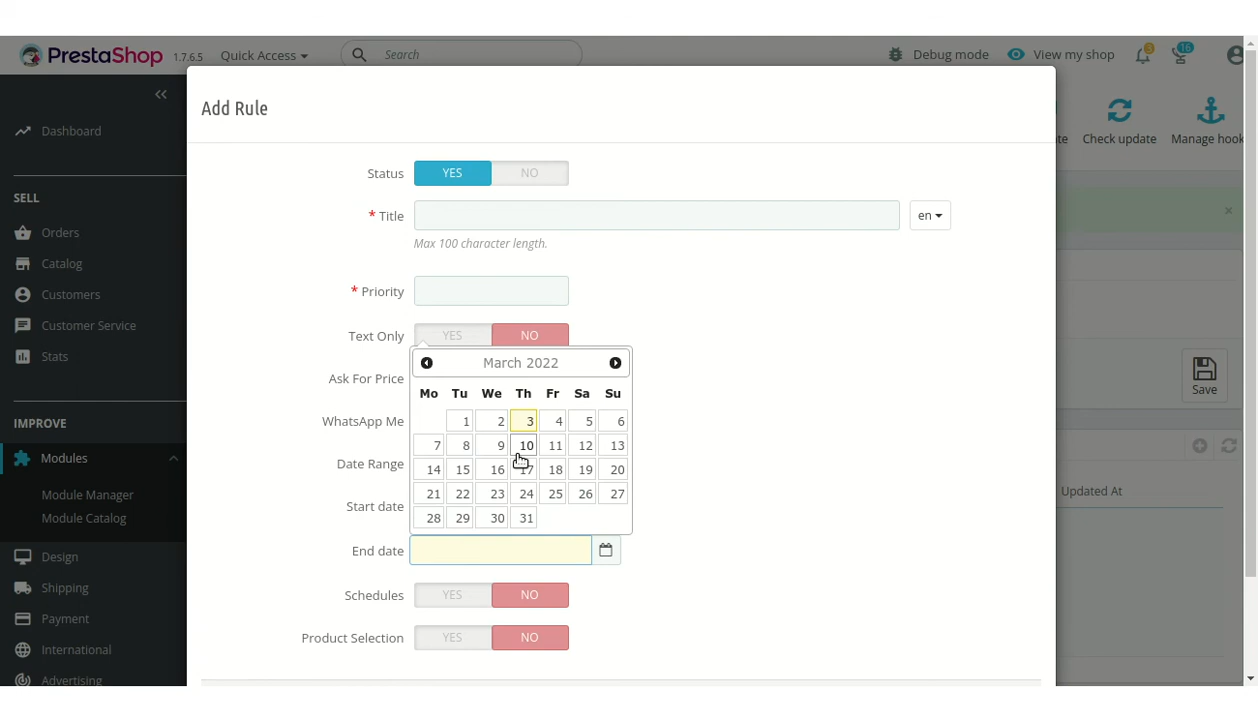 PrestaShop 1.7.6.5 Quick Access Search Debug mode View my shop 3 16
Add Rule
Check update Manage hook
Dashboard
Status YES NO
SELL
* Title en
Orders
Max 100 character length.
Catalog
* Priority
Customers
Customer Service
Text Only YES NO
Stats
March 2022
Ask For Price
Save
Mo Tu We Th Fr Sa Su
WhatsApp Me
1 2 3 4 5 6
IMPROVE
7 8 9 10 11 12 13
Modules
Date Range
14 15 16 17 18 19 20
Module Manager
21 22 23 24 25 26 27
Updated At
Start date
Module Catalog
28 29 30 31
End date
Design
Shipping
Schedules YES NO
Payment
Product Selection YES NO
International
Advertising